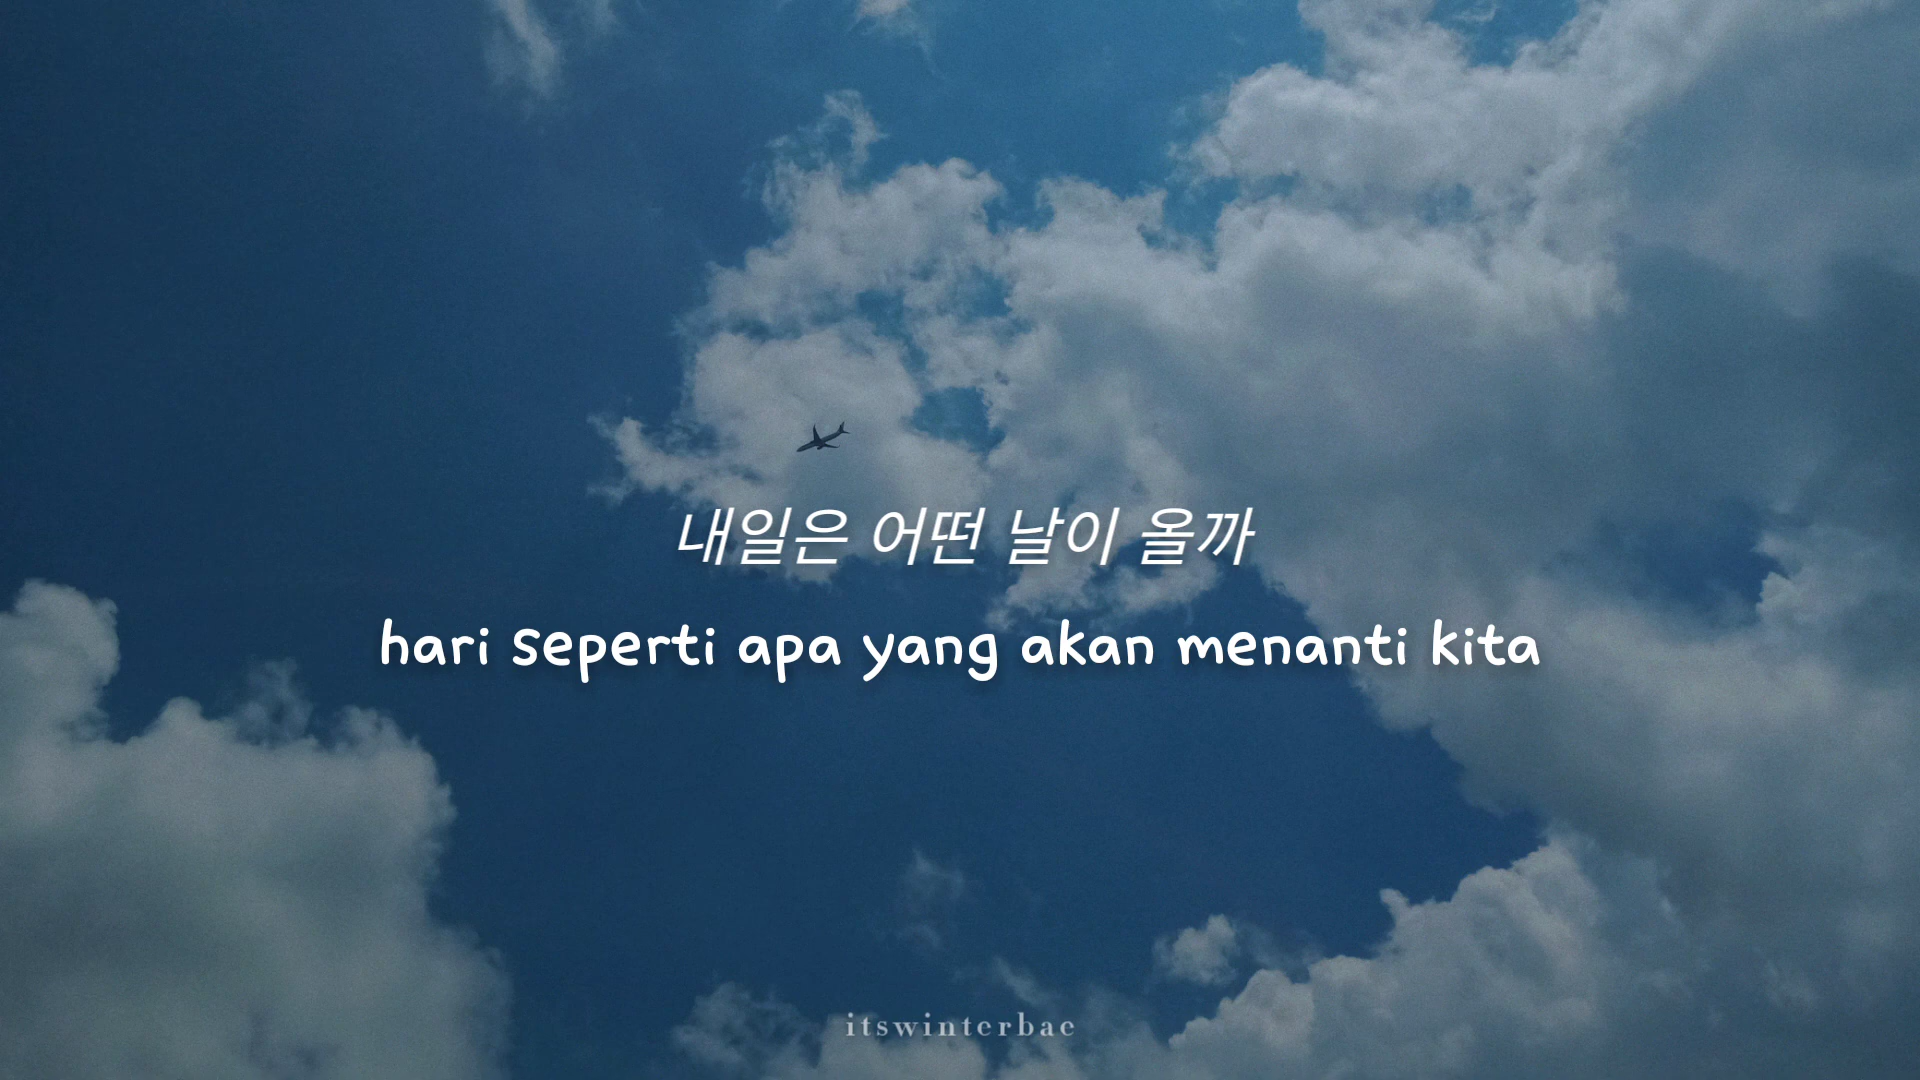 내일은 어떤 날이 올까
hari seperti apa yang akan menanti kita
itswinterbae